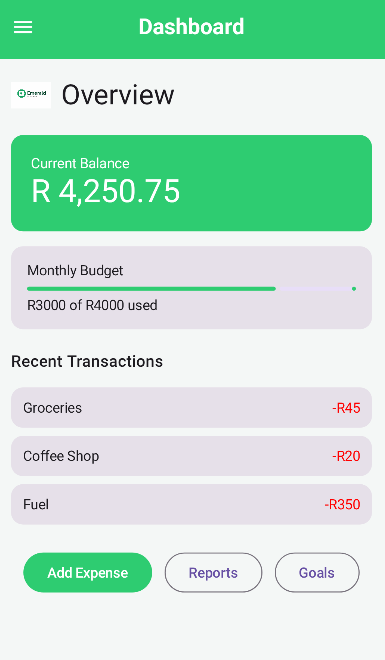 Dashboard
Emerald
Overview
Current Balance
R 4,250.75
Monthly Budget
R3000 of R4000 used
Recent Transactions
Groceries -R45
Coffee Shop -R20
Fuel -R350
Add Expense Reports Goals